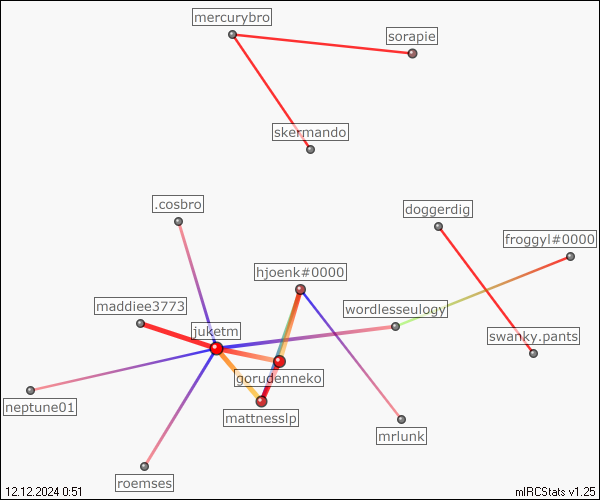 mercurybro
sorapie
skermando
.cosbro
doggerdig
froggyl#0000
hjoenk#0000
maddiee3773
wordlesseulogy
juketm
swanky.pants
gorudenneko
neptune01
mattnesslp
mrlunk
roemses
12.12.2024 0:51
mIRCStats v1.25